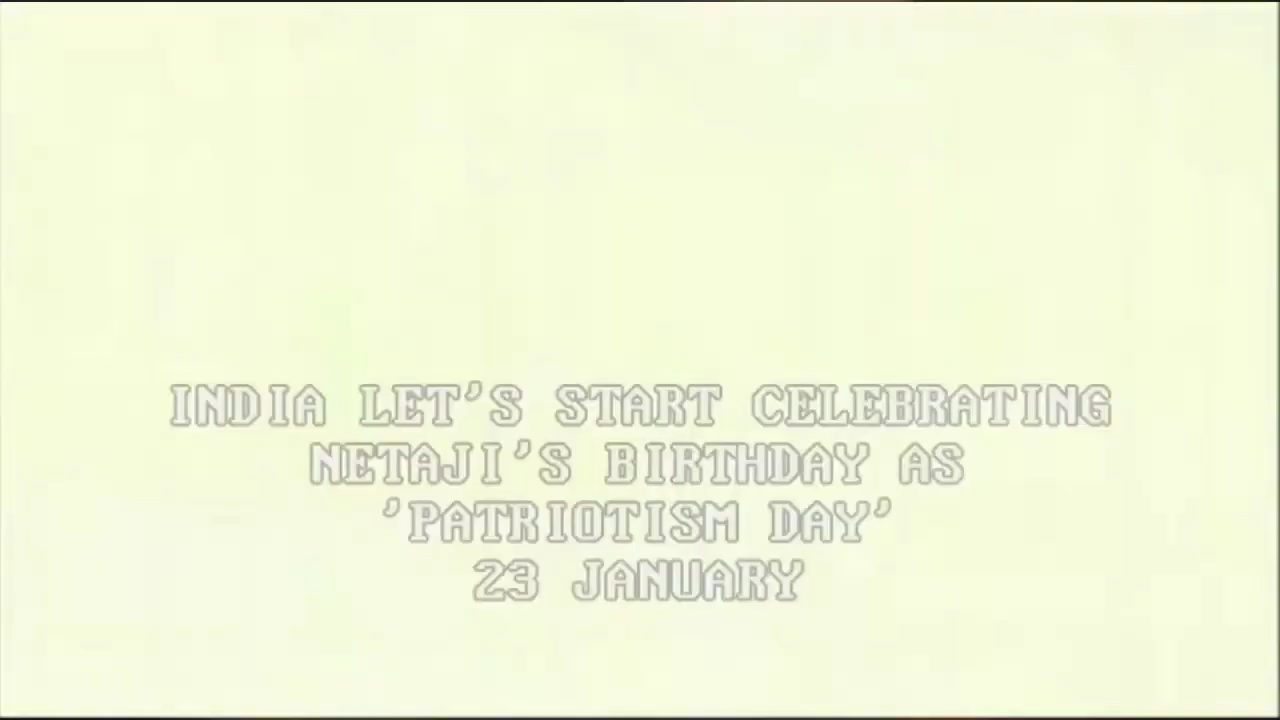 INDIA LET'S START CELEBRATING
NETAJI'S BIRTHDAY AS
'PATRIOTISM DAY'
23 JANUARY